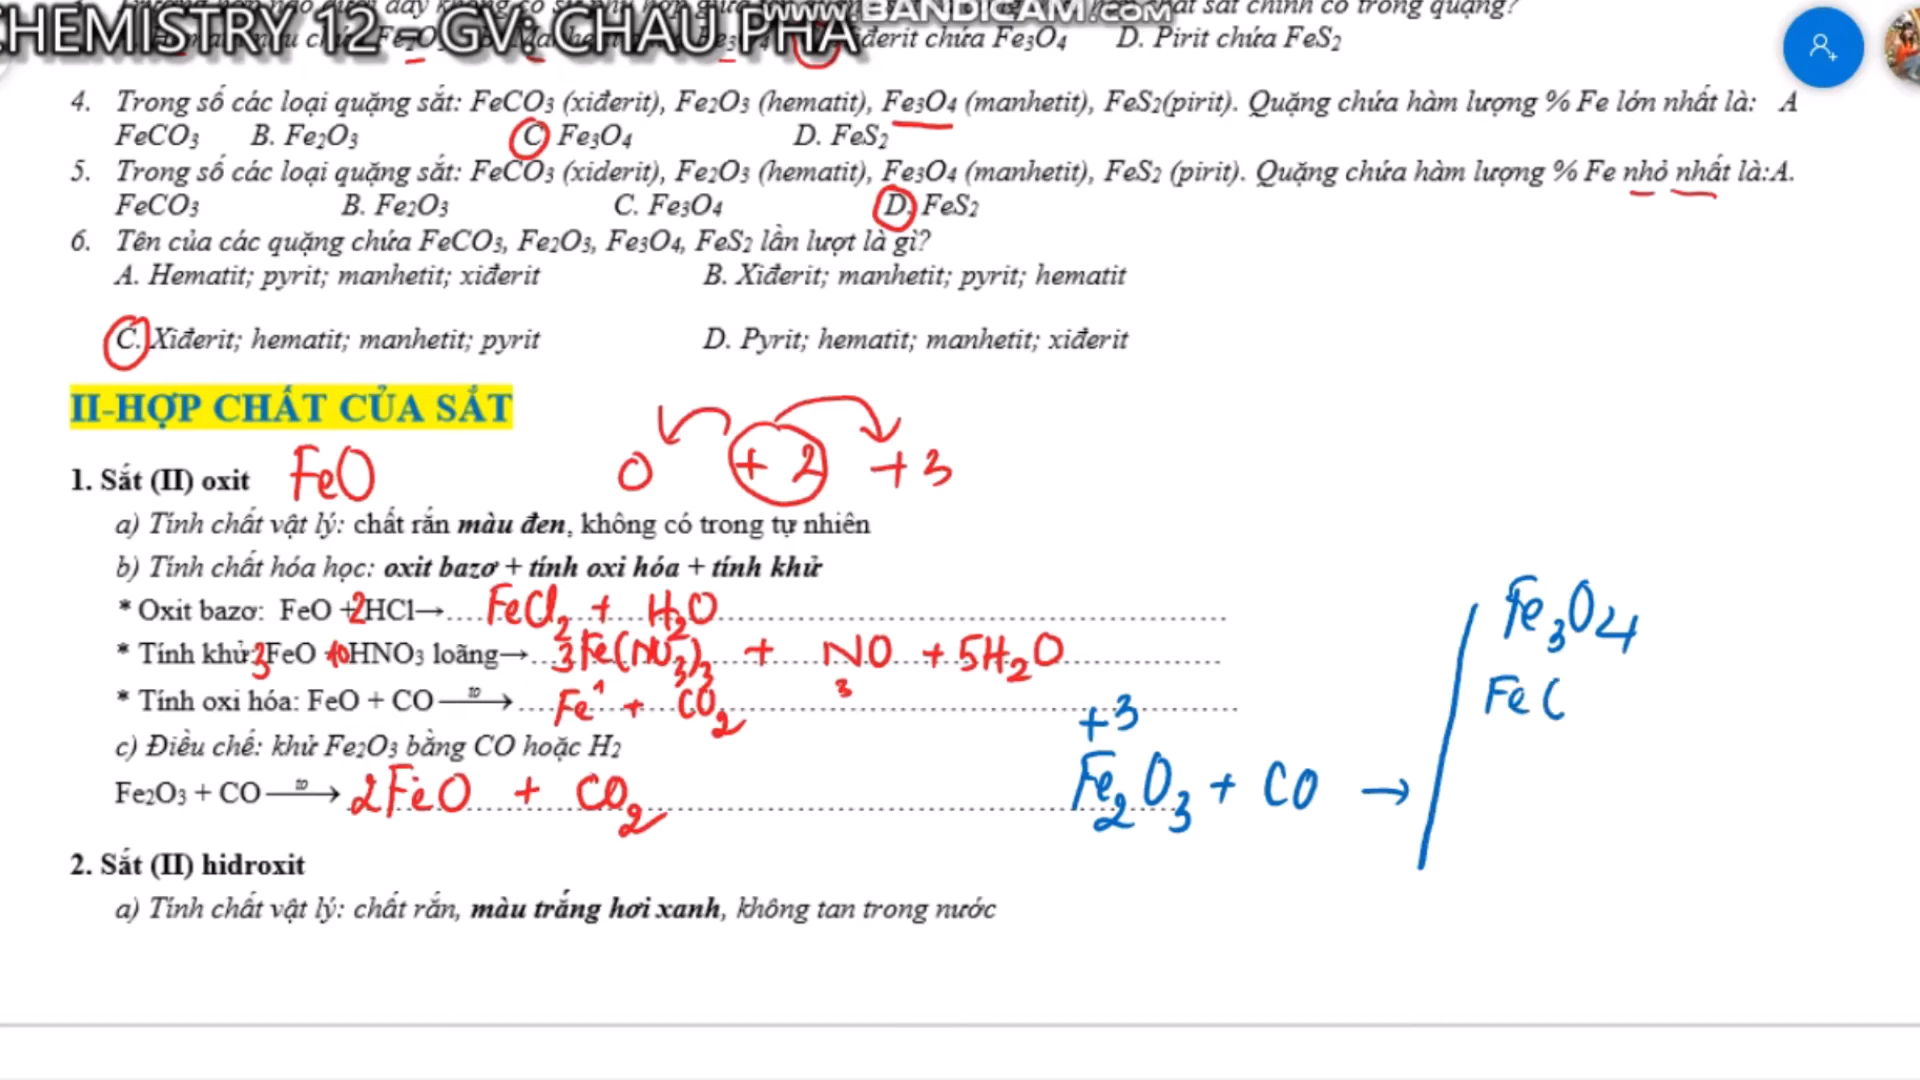 WWW.BANDICAM.COM
CHEMISTRY 12 - GV: CHAU PHA
chứa Fe3O4 D. Pirit chứa FeS2
4. Trong số các loại quặng sắt: FeCO3 (xiđerit), Fe2O3 (hematit), Fe3O4 (manhetit), FeS2(pirit). Quặng chứa hàm lượng % Fe lớn nhất là: A
FeCO3 B. Fe2O3 C Fe3O4 D. FeS2
5. Trong số các loại quặng sắt: FeCO3 (xiderit), Fe2O3 (hematit), Fe3O4 (manhetit), FeS2 (pirit). Quặng chứa hàm lượng % Fe nhỏ nhất là:A.
FeCO3 B. Fe2O3 C. Fe3O4 D. FeS2
6. Tên của các quặng chứa FeCO3, Fe2O3, Fe3O4, FeS2 lần lượt là gì?
A. Hematit; pyrit; manhetit; xiđerit B. Xiđerit; manhetit; pyrit; hematit
C. Xiđerit; hematit; manhetit; pyrit D. Pyrit; hematit; manhetit; xiđerit
II-HỢP CHẤT CỦA SẮT
0 +2 +3
1. Sắt (II) oxit FeO
a) Tính chất vật lý: chất rắn màu đen, không có trong tự nhiên
b) Tính chất hóa học: oxit bazơ + tính oxi hóa + tính khử
* Oxit bazơ: FeO + 2HCl→ FeCl2 + H2O
* Tính khử: 3FeO + 10HNO3 loãng→ 3Fe(NO3)3 + NO + 5H2O
* Tính oxi hóa: FeO + CO to→ Fe + CO2
c) Điều chế: khử Fe2O3 bằng CO hoặc H2
Fe2O3 + CO to→ 2FeO + CO2
+3
Fe2O3 + CO →
Fe3O4
Fe(
2. Sắt (II) hidroxit
a) Tính chất vật lý: chất rắn, màu trắng hơi xanh, không tan trong nước